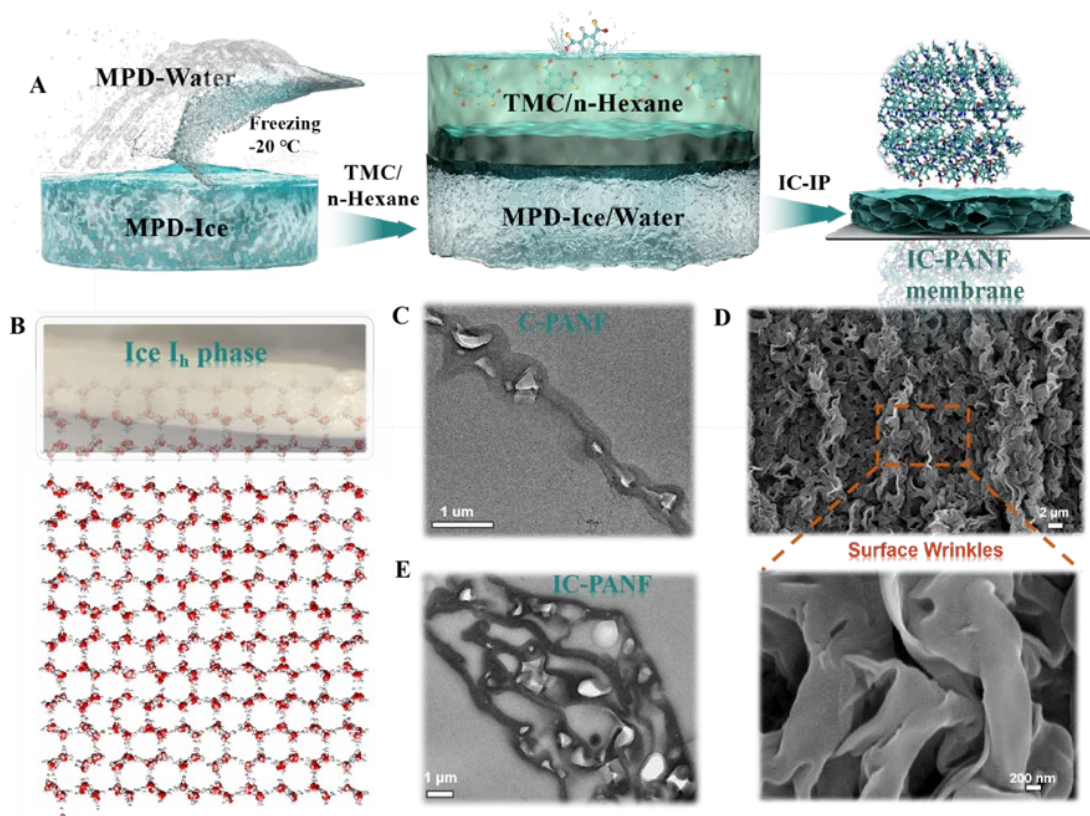 A
MPD-Water
Freezing
-20 °C
MPD-Ice
TMC/
n-Hexane
TMC/n-Hexane
MPD-Ice/Water
IC-IP
IC-PANF
membrane
B
Ice Ih phase
C
C-PANF
1 um
D
2 μm
Surface Wrinkles
200 nm
E
IC-PANF
1 μm